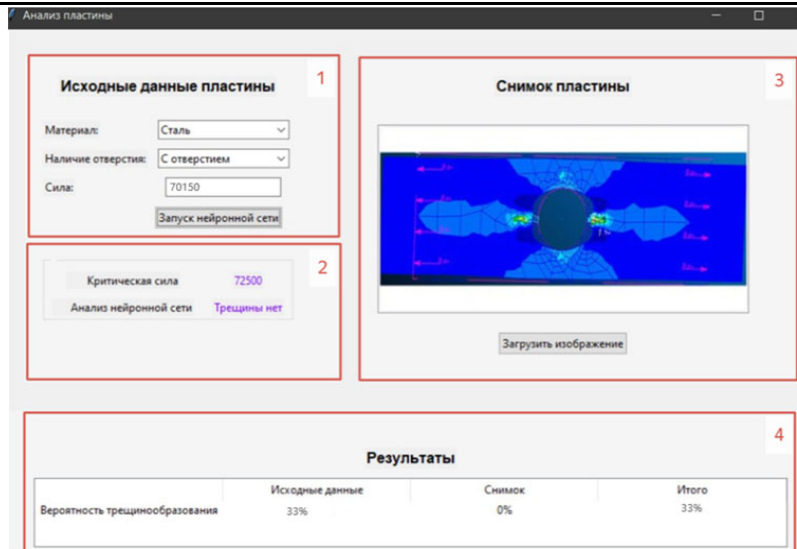 Анализ пластины
Исходные данные пластины
1
Материал: Сталь
Наличие отверстия: С отверстием
Сила: 70150
Запуск нейронной сети
2
Критическая сила 72500
Анализ нейронной сети Трещины нет
Снимок пластины
3
Загрузить изображение
4
Результаты
Исходные данные Снимок Итого
Вероятность трещинообразования 33% 0% 33%